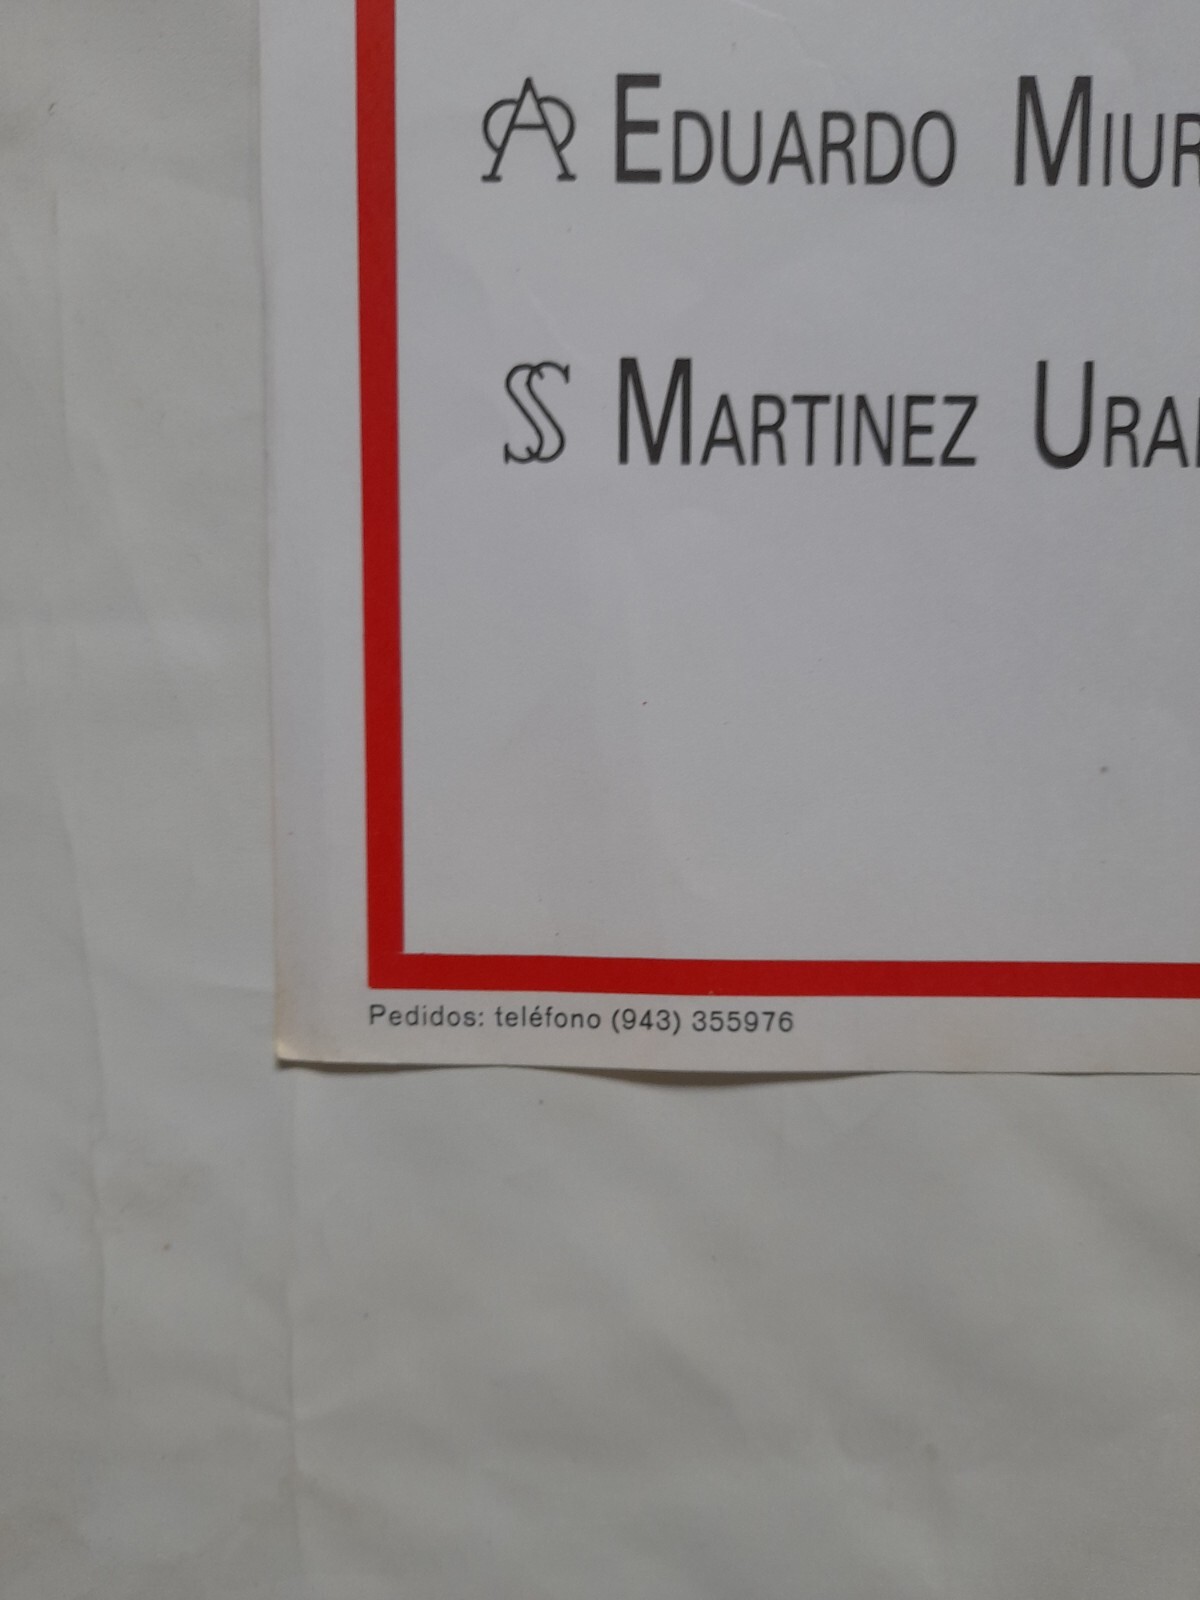 EDUARDO MIUR
MARTINEZ URA
Pedidos: teléfono (943) 355976